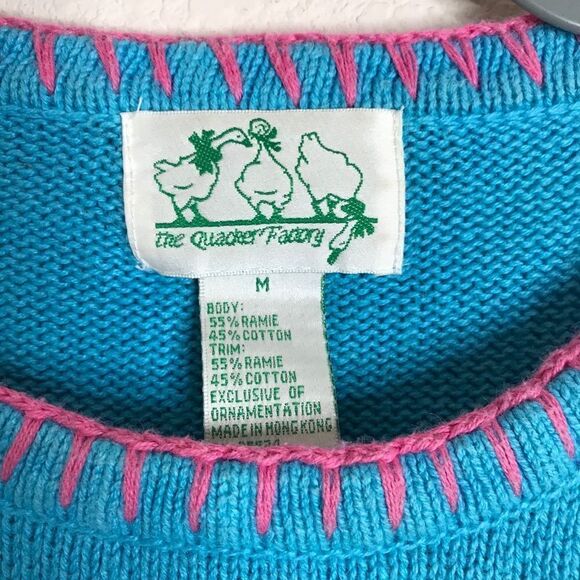 the Quacker Factory
M
BODY:
55% RAMIE
45% COTTON
TRIM:
55% RAMIE
45% COTTON
EXCLUSIVE OF
ORNAMENTATION
MADE IN HONG KONG